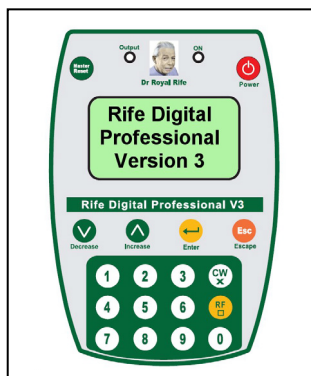 Output
ON
Master
Reset
Dr Royal Rife
Power
Rife Digital
Professional
Version 3
Rife Digital Professional V3
Esc
Decrease
Increase
Enter
Escape
1 2 3 CW
4 5 6 RF
7 8 9 0